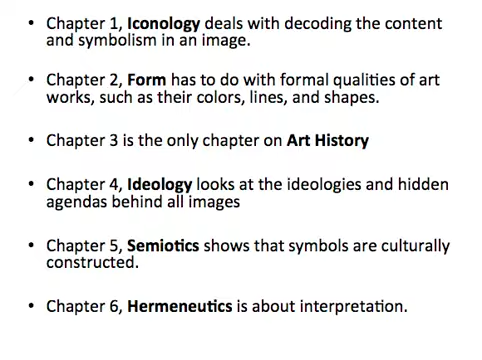 • Chapter 1, Iconology deals with decoding the content
and symbolism in an image.
• Chapter 2, Form has to do with formal qualities of art
works, such as their colors, lines, and shapes.
• Chapter 3 is the only chapter on Art History
• Chapter 4, Ideology looks at the ideologies and hidden
agendas behind all images
• Chapter 5, Semiotics shows that symbols are culturally
constructed.
• Chapter 6, Hermeneutics is about interpretation.